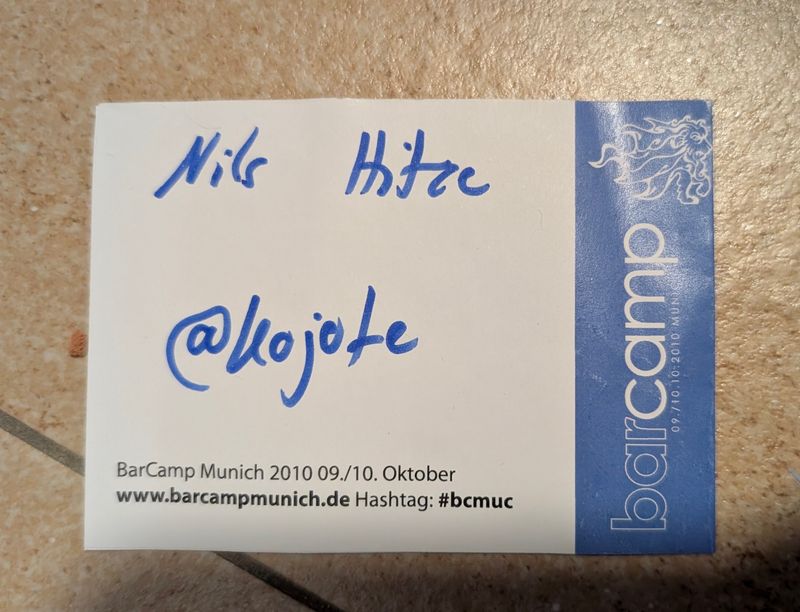 Nils Hitze
@kojote
BarCamp Munich 2010 09./10. Oktober
www.barcampmunich.de Hashtag: #bcmuc
barcamp
09./10.10.2010 MUNICH